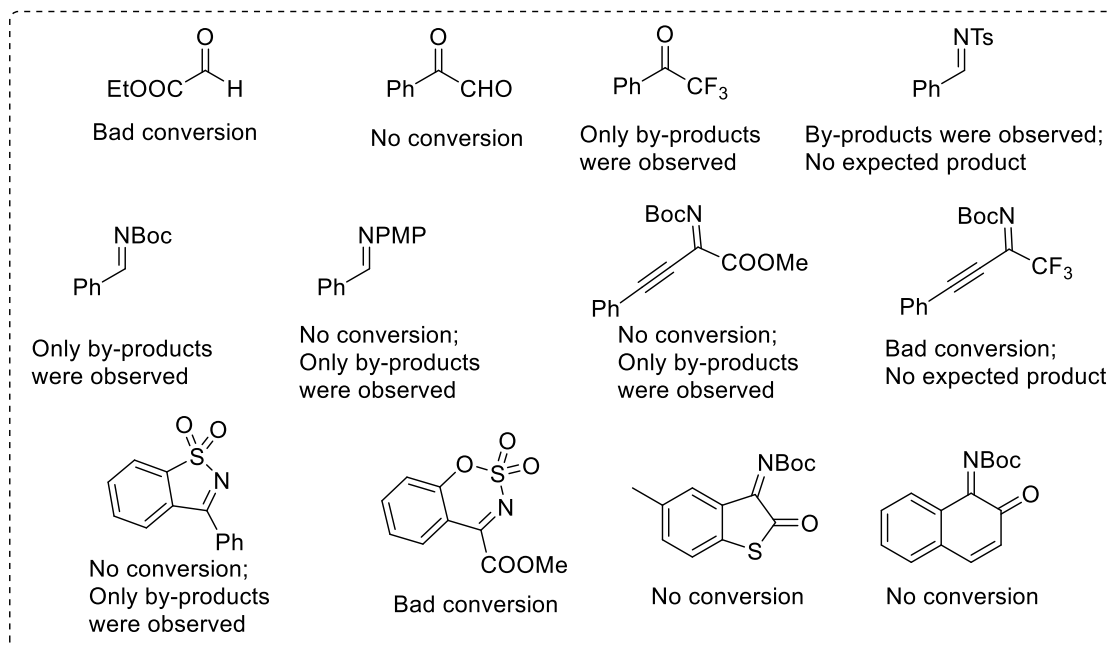 O
EtOOC
H
Bad conversion
O
Ph
CHO
No conversion
O
Ph
CF3
Only by-products
were observed
NTs
Ph
By-products were observed;
No expected product
NBoc
Ph
Only by-products
were observed
NPMP
Ph
No conversion;
Only by-products
were observed
BocN
COOMe
Ph
No conversion;
Only by-products
were observed
BocN
CF3
Ph
Bad conversion;
No expected product
O O
S
N
Ph
No conversion;
Only by-products
were observed
O
O S O
N
COOMe
Bad conversion
NBoc
O
S
No conversion
NBoc
O
No conversion